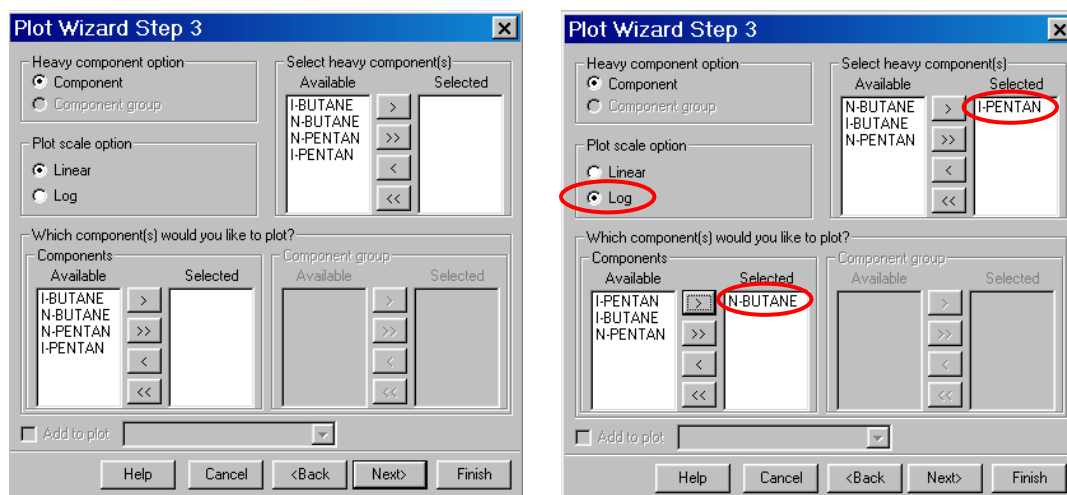 Plot Wizard Step 3
Heavy component option
Component
Component group
Plot scale option
Linear
Log
Select heavy component(s)
Available Selected
I-BUTANE
N-BUTANE
N-PENTAN
I-PENTAN
>
>>
<
<<
Which component(s) would you like to plot?
Components
Available Selected
I-BUTANE
N-BUTANE
N-PENTAN
I-PENTAN
>
>>
<
<<
Component group
Available Selected
>
>>
<
<<
Add to plot
Help Cancel <Back Next> Finish
Plot Wizard Step 3
Heavy component option
Component
Component group
Plot scale option
Linear
Log
Select heavy component(s)
Available Selected
N-BUTANE
I-BUTANE
N-PENTAN
>
>>
<
<<
I-PENTAN
Which component(s) would you like to plot?
Components
Available Selected
I-PENTAN
I-BUTANE
N-PENTAN
>
>>
<
<<
N-BUTANE
Component group
Available Selected
>
>>
<
<<
Add to plot
Help Cancel <Back Next> Finish